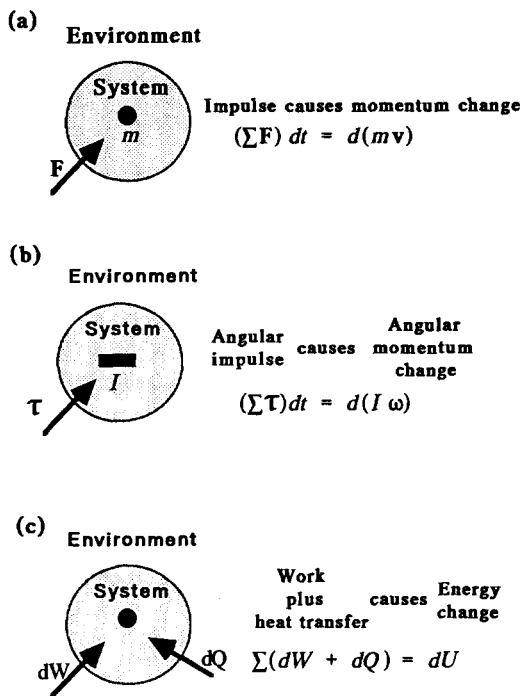 (a)
Environment
System
m
F
Impulse causes momentum change
(∑F) dt = d(mv)
(b)
Environment
System
I
τ
Angular impulse causes Angular momentum change
(∑τ)dt = d(I ω)
(c)
Environment
System
dW
dQ
Work plus heat transfer causes Energy change
∑(dW + dQ) = dU